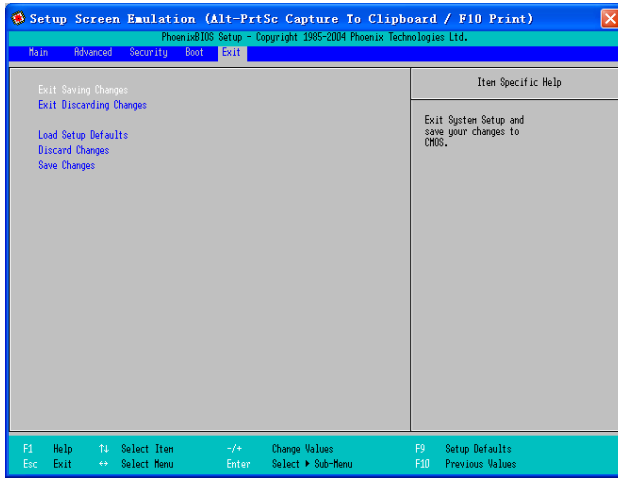 Setup Screen Emulation (Alt-PrtSc Capture To Clipboard / F10 Print)
PhoenixBIOS Setup - Copyright 1985-2004 Phoenix Technologies Ltd.
Main Advanced Security Boot Exit
Exit Saving Changes
Exit Discarding Changes
Load Setup Defaults
Discard Changes
Save Changes
Item Specific Help
Exit System Setup and
save your changes to
CMOS.
F1 Help ↑↓ Select Item -/+ Change Values F9 Setup Defaults
Esc Exit ↔ Select Menu Enter Select ▶ Sub-Menu F10 Previous Values